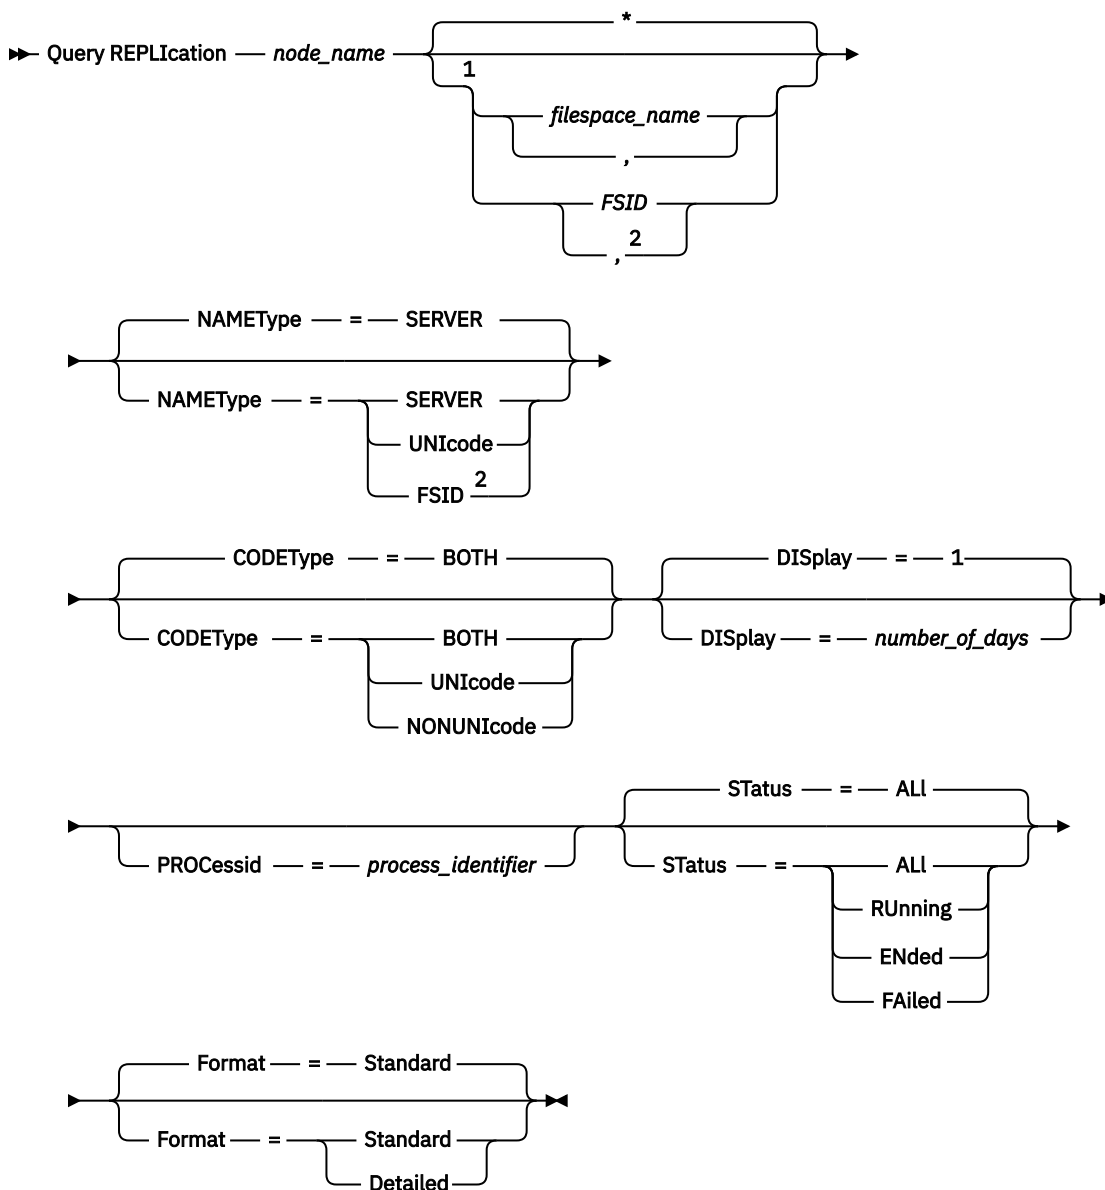 *
Query REPLIcation node_name
1
filespace_name
,
FSID
2
,
NAMEType = SERVER
NAMEType = SERVER
UNIcode
FSID 2
CODEType = BOTH DISplay = 1
CODEType = BOTH DISplay = number_of_days
UNIcode
NONUNIcode
STatus = ALl
PROCessid = process_identifier STatus = ALl
RUnning
ENded
FAiled
Format = Standard
Format = Standard
Detailed